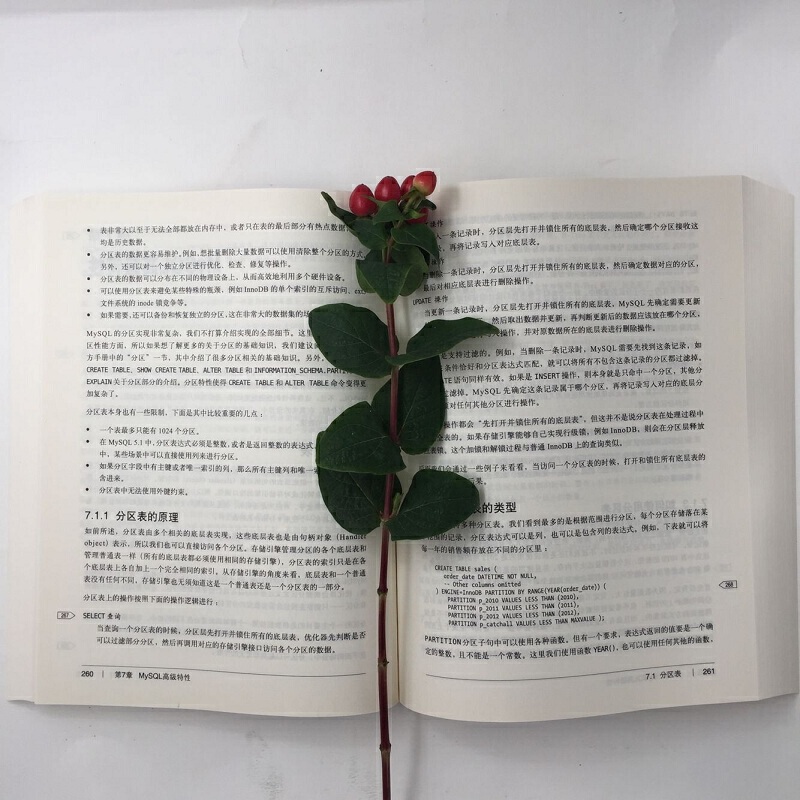 表非常大以至于无法全部都放在内存中，或者只在表的最后部分有热点数据，
均是历史数据。
分区表的数据更容易维护。例如，想批量删除大量数据可以使用清除整个分区的方式。
另外，还可以对一个独立分区进行优化、检查、修复等操作。
分区表的数据可以分布在不同的物理设备上，从而高效地利用多个硬件设备。
可以使用分区表来避免某些特殊的瓶颈，例如 InnoDB 的单个索引的互斥访问、ext
文件系统的 inode 锁竞争等。
如果需要，还可以备份和恢复独立的分区，这在非常大的数据集的场
MySQL 的分区实现非常复杂，我们不打算介绍实现的全部细节。这里
区性能方面，所以如果想了解更多的关于分区的基础知识，我们建议
方手册中的“分区”一节，其中介绍了很多分区相关的基础知识。另外，
CREATE TABLE、SHOW CREATE TABLE、ALTER TABLE 和 INFORMATION_SCHEMA.PARTI
EXPLAIN 关于分区部分的介绍。分区特性使得 CREATE TABLE 和 ALTER TABLE 命令变得更
加复杂了。
分区表本身也有一些限制，下面是其中比较重要的几点：
一个表最多只能有 1024 个分区。
在 MySQL 5.1 中，分区表达式必须是整数，或者是返回整数的表达式
中，某些场景中可以直接使用列来进行分区。
如果分区字段中有主键或者唯一索引的列，那么所有主键列和唯一
含进来。
分区表中无法使用外键约束。
7.1.1 分区表的原理
如前所述，分区表由多个相关的底层表实现，这些底层表也是由句柄对象（Handler
object）表示，所以我们也可以直接访问各个分区。存储引擎管理分区的各个底层表和
管理普通表一样（所有的底层表都必须使用相同的存储引擎），分区表的索引只是在各
个底层表上各自加上一个完全相同的索引。从存储引擎的角度来看，底层表和一个普通
表没有任何不同，存储引擎也无须知道这是一个普通表还是一个分区表的一部分。
分区表上的操作按照下面的操作逻辑进行：
267 SELECT 查询
当查询一个分区表的时候，分区层先打开并锁住所有的底层表，优化器先判断是否
可以过滤部分分区，然后再调用对应的存储引擎接口访问各个分区的数据。
260 | 第7章 MySQL高级特性
操作
入一条记录时，分区层先打开并锁住所有的底层表，然后确定哪个分区接收这
，再将记录写入对应底层表。
作
删除一条记录时，分区层先打开并锁住所有的底层表，然后确定数据对应的分区，
最后对相应底层表进行删除操作。
UPDATE 操作
当更新一条记录时，分区层先打开并锁住所有的底层表，MySQL 先确定需要更新
，然后取出数据并更新，再判断更新后的数据应该放在哪个分区，
操作，并对原数据所在的底层表进行删除操作。
是支持过滤的。例如，当删除一条记录时，MySQL 需要先找到这条记录，如
条件恰好和分区表达式匹配，就可以将所有不包含这条记录的分区都过滤掉。
语句同样有效。如果是 INSERT 操作，则本身就是只命中一个分区，其他分
。MySQL 先确定这条记录属于哪个分区，再将记录写入对应的底层分
对任何其他分区进行操作。
操作都会“先打开并锁住所有的底层表”，但这并不是说分区表在处理过程中
全表的。如果存储引擎能够自己实现行级锁，例如 InnoDB，则会在分区层释放
表锁。这个加锁和解锁过程与普通 InnoDB 上的查询类似。
我们会通过一些例子来看看，当访问一个分区表的时候，打开和锁住所有底层表的
后果。
表的类型
多种分区表。我们看到最多的是根据范围进行分区，每个分区存储落在某
的记录，分区表达式可以是列，也可以是包含列的表达式。例如，下表就可以将
每一年的销售额存放在不同的分区里：
CREATE TABLE sales (
order_date DATETIME NOT NULL,
-- Other columns omitted
) ENGINE=InnoDB PARTITION BY RANGE(YEAR(order_date)) (
PARTITION p_2010 VALUES LESS THAN (2010),
PARTITION p_2011 VALUES LESS THAN (2011),
PARTITION p_2012 VALUES LESS THAN (2012),
PARTITION p_catchall VALUES LESS THAN MAXVALUE );
268
PARTITION 分区子句中可以使用各种函数。但有一个要求，表达式返回的值要是一个确
定的整数，且不能是一个常数。这里我们使用函数 YEAR()，也可以使用任何其他的函数，
7.1 分区表 | 261